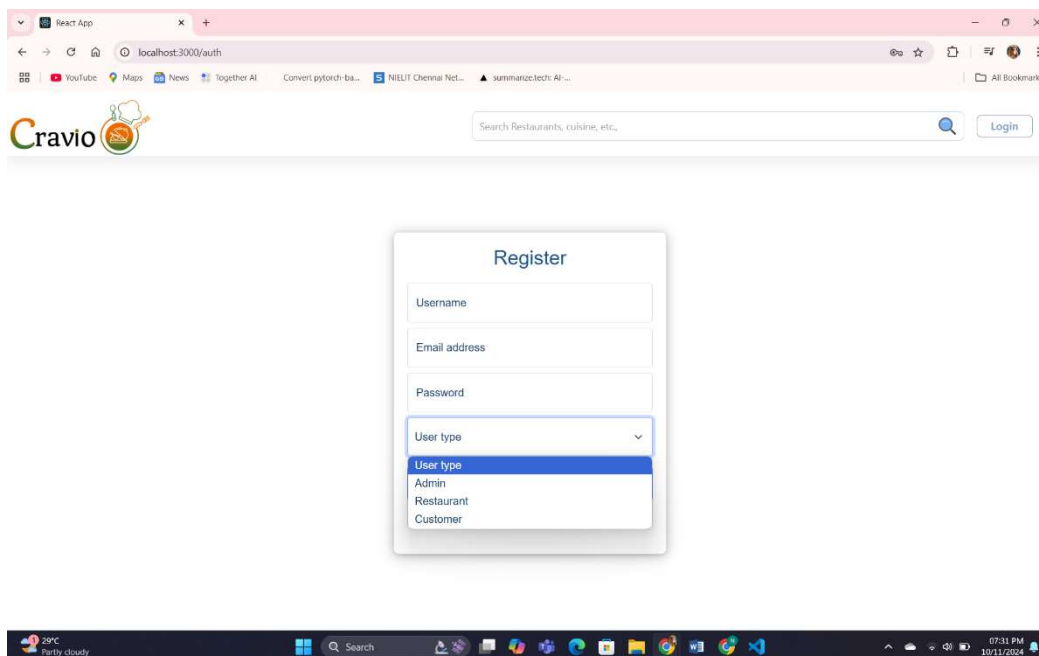 React App
localhost:3000/auth
YouTube
Maps
News
Together AI
Convert pytorch-ba...
NIELIT Chennai Net...
summarize.tech: AI-...
All Bookmark
Cravio
Search Restaurants, cuisine, etc.,
Login
Register
Username
Email address
Password
User type
User type
Admin
Restaurant
Customer
29°C
Partly cloudy
Search
07:31 PM
10/11/2024